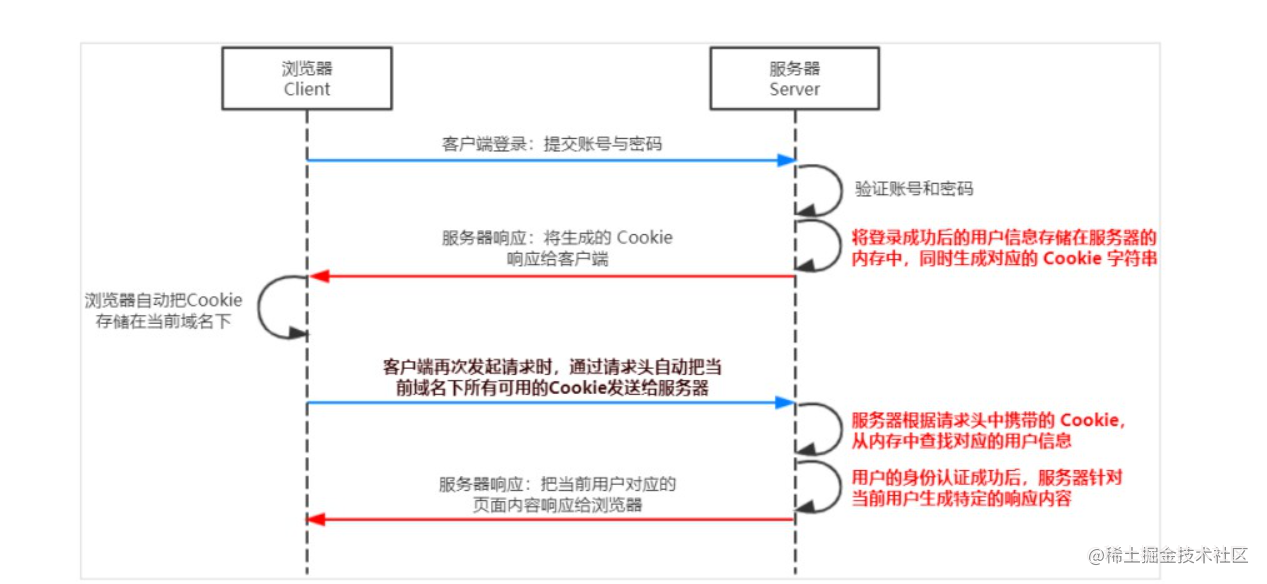 浏览器
Client
服务器
Server
客户端登录：提交账号与密码
验证账号和密码
将登录成功后的用户信息存储在服务器的
内存中，同时生成对应的 Cookie 字符串
服务器响应：将生成的 Cookie
响应给客户端
浏览器自动把Cookie
存储在当前域名下
客户端再次发起请求时，通过请求头自动把当
前域名下所有可用的Cookie发送给服务器
服务器根据请求头中携带的 Cookie，
从内存中查找对应的用户信息
用户的身份认证成功后，服务器针对
当前用户生成特定的响应内容
服务器响应：把当前用户对应的
页面内容响应给浏览器
@稀土掘金技术社区